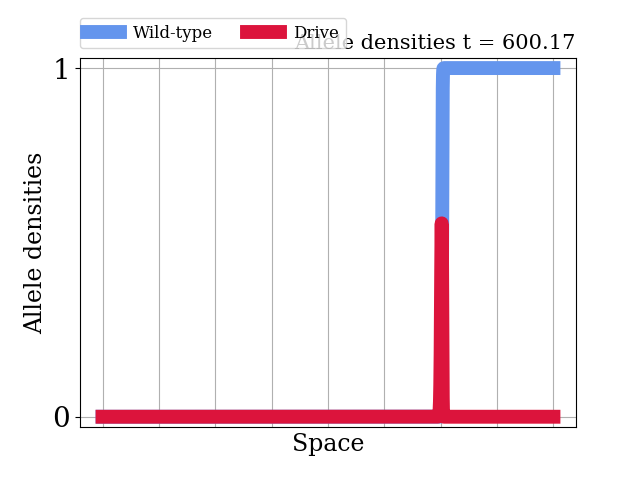 Wild-type Drive
Allele densities t = 600.17
1
Allele densities
0
Space